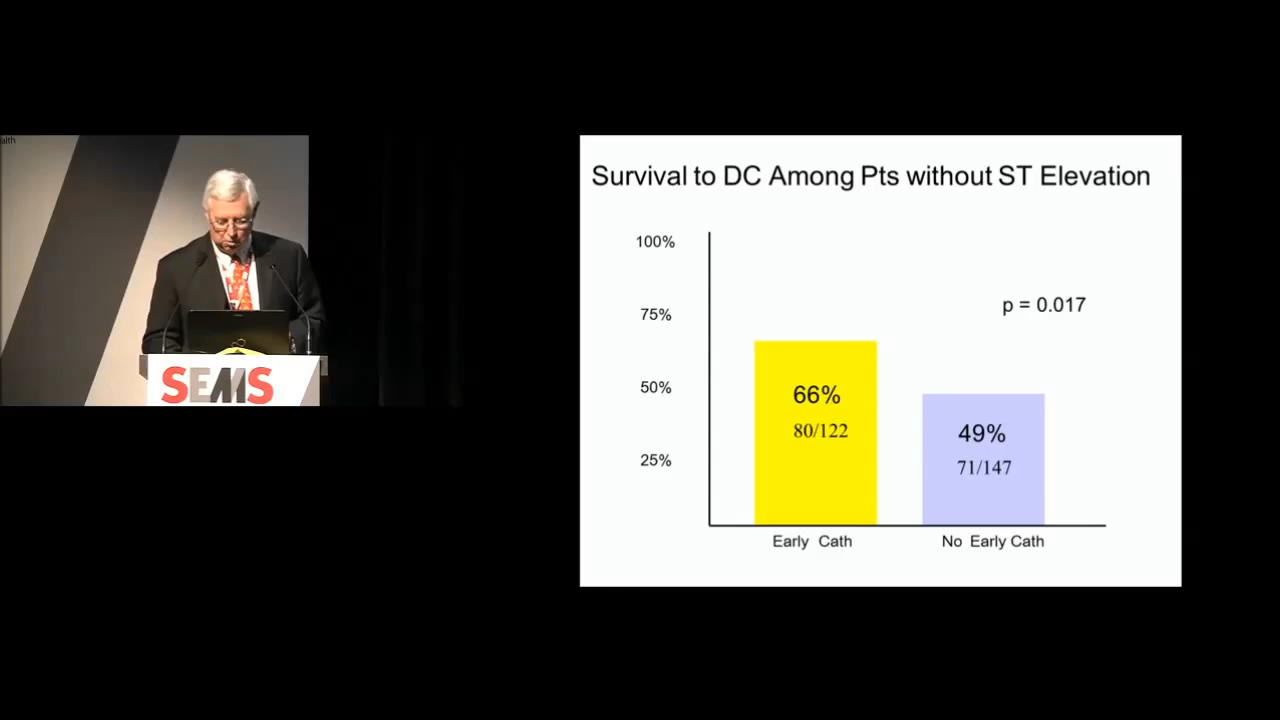 alth
SEMS
Survival to DC Among Pts without ST Elevation
100%
75%
50%
25%
p = 0.017
66%
80/122
49%
71/147
Early Cath
No Early Cath